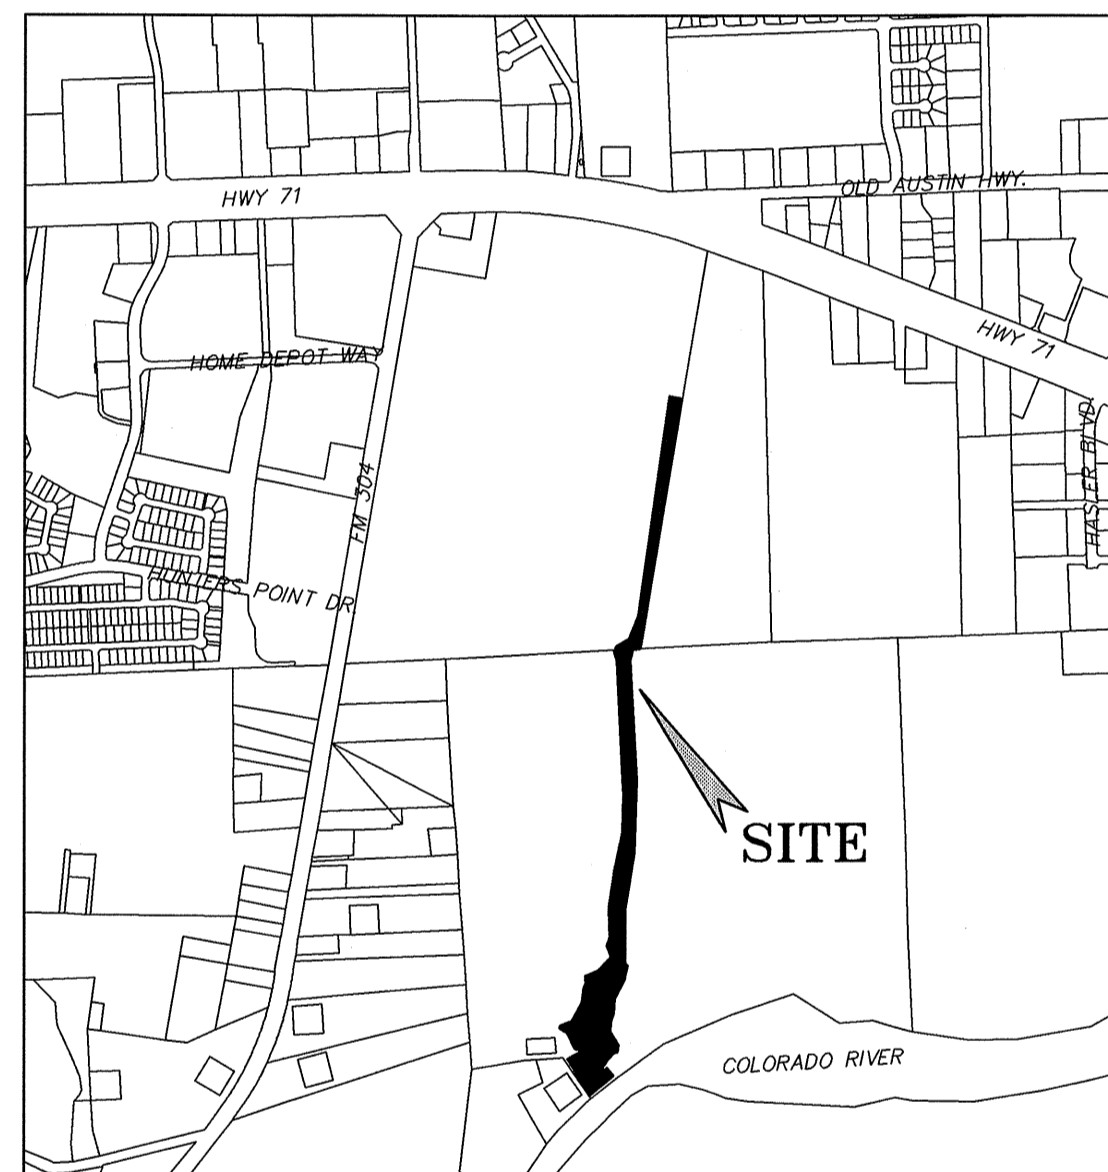 HWY 71
OLD AUSTIN HWY.
HWY 71
HOME DEPOT WAY
HASLER BLVD.
FM 304
HUNTERS POINT DR.
SITE
COLORADO RIVER